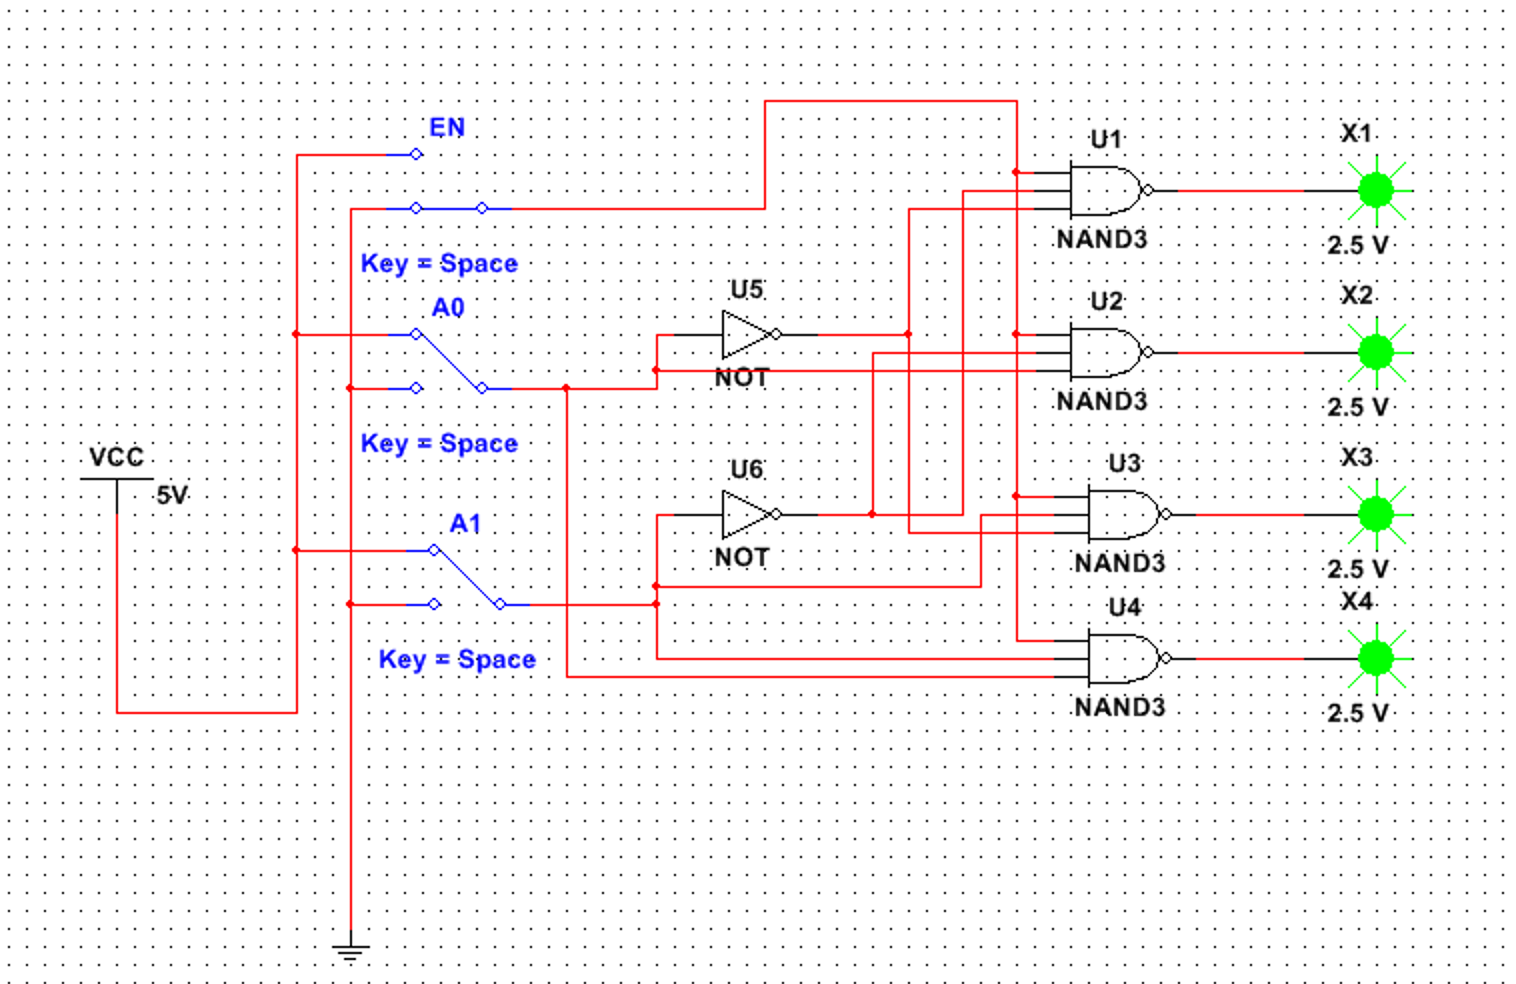 EN
Key = Space
A0
Key = Space
VCC
5V
A1
Key = Space
U5
NOT
U6
NOT
U1
NAND3
X1
2.5 V
U2
NAND3
X2
2.5 V
U3
NAND3
X3
2.5 V
U4
NAND3
X4
2.5 V